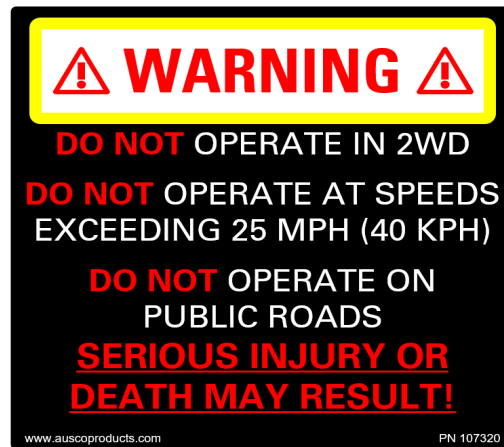 WARNING
DO NOT OPERATE IN 2WD
DO NOT OPERATE AT SPEEDS
EXCEEDING 25 MPH (40 KPH)
DO NOT OPERATE ON
PUBLIC ROADS
SERIOUS INJURY OR
DEATH MAY RESULT!
www.auscoproducts.com PN 107320